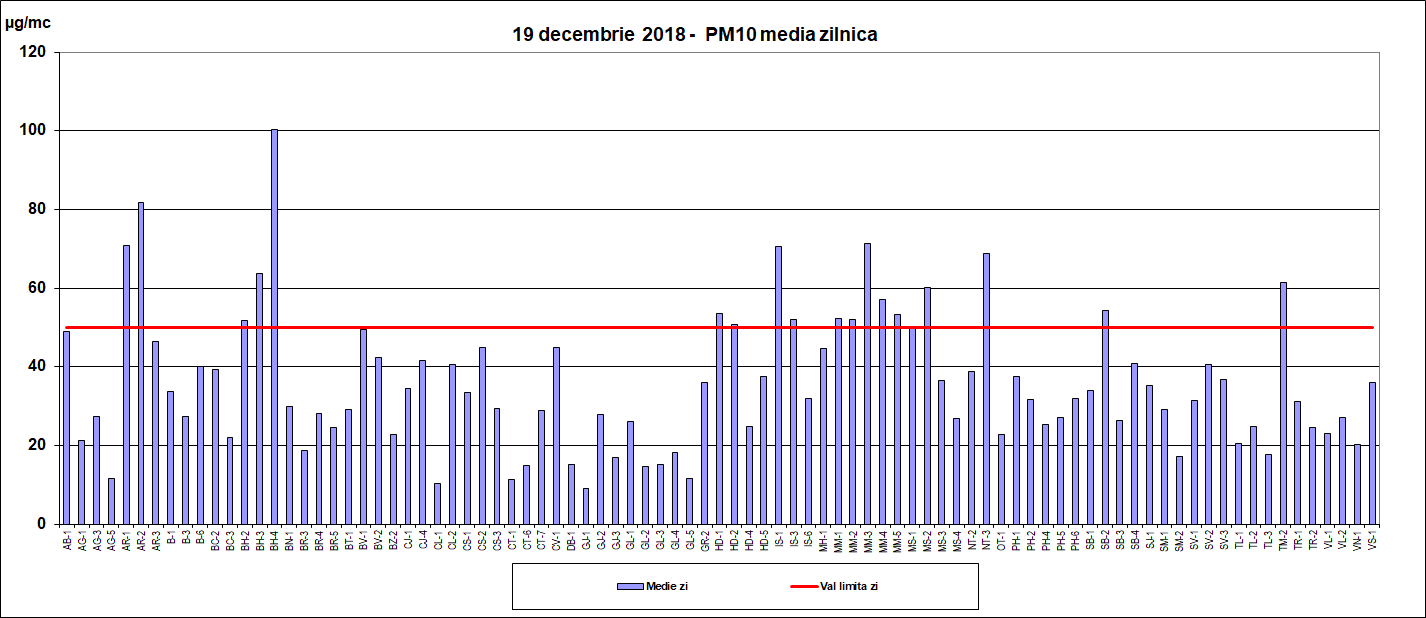 µg/mc
19 decembrie 2018 - PM10 media zilnica
120
100
80
60
40
20
0
AB-1 AG-1 AG-3 AG-5 AR-1 AR-2 AR-3 B-1 B-3 B-6 BC-2 BC-3 BH-2 BH-3 BH-4 BN-1 BR-3 BR-4 BR-5 BT-1 BV-1 BV-2 BZ-2 CJ-1 CJ-4 CL-1 CL-2 CS-1 CS-2 CS-3 CT-1 CT-6 CT-7 CV-1 DB-1 GJ-1 GJ-2 GJ-3 GL-1 GL-2 GL-3 GL-4 GL-5 GR-2 HD-1 HD-2 HD-4 HD-5 IS-1 IS-3 IS-6 MH-1 MM-1 MM-2 MM-3 MM-4 MM-5 MS-1 MS-2 MS-3 MS-4 NT-2 NT-3 OT-1 PH-1 PH-2 PH-4 PH-5 PH-6 SB-1 SB-2 SB-3 SB-4 SJ-1 SM-1 SM-2 SV-1 SV-2 SV-3 TL-1 TL-2 TL-3 TM-2 TR-1 TR-2 VL-1 VL-2 VN-1 VS-1
Medie zi Val limita zi